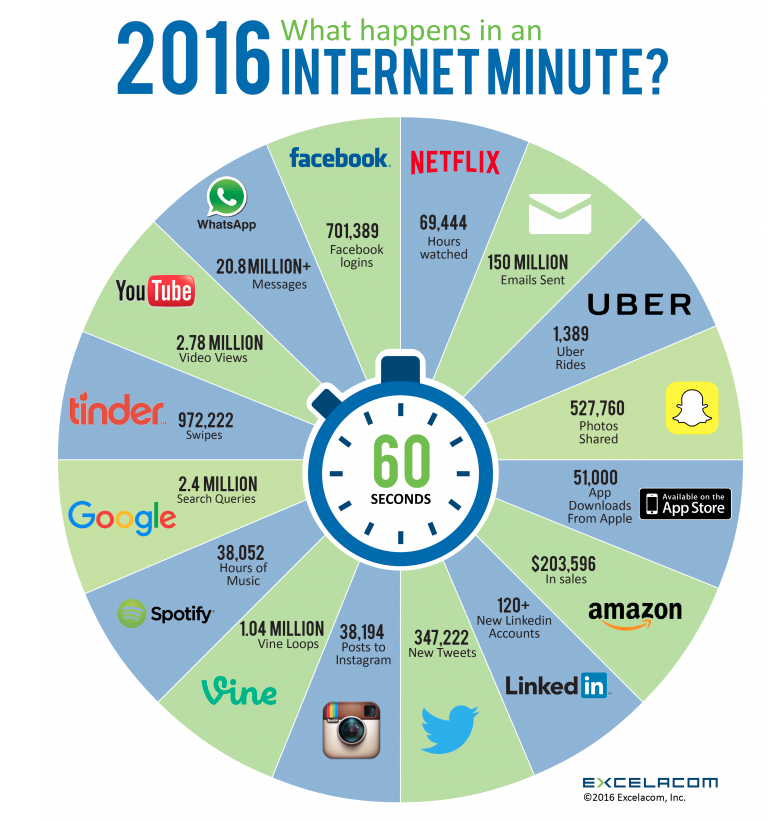 2016
What happens in an
INTERNET MINUTE?
facebook
701,389
Facebook
logins
NETFLIX
69,444
Hours
watched
150 MILLION
Emails Sent
UBER
1,389
Uber
Rides
527,760
Photos
Shared
51,000
App
Downloads
From Apple
Available on the
App Store
$203,596
In sales
amazon
120+
New Linkedin
Accounts
Linked in
347,222
New Tweets
38,194
Posts to
Instagram
1.04 MILLION
Vine Loops
Vine
38,052
Hours of
Music
Spotify
2.4 MILLION
Search Queries
Google
tinder
972,222
Swipes
You Tube
2.78 MILLION
Video Views
WhatsApp
20.8 MILLION+
Messages
60
SECONDS
EXCELACOM
©2016 Excelacom, Inc.